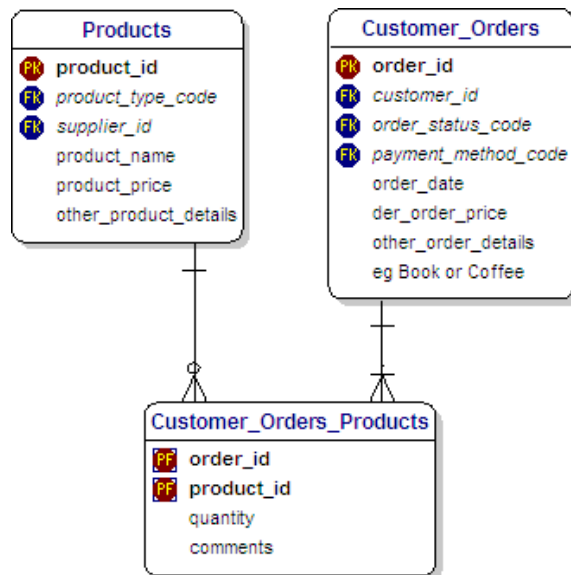 Products
PK product_id
FK product_type_code
FK supplier_id
product_name
product_price
other_product_details
Customer_Orders
PK order_id
FK customer_id
FK order_status_code
FK payment_method_code
order_date
der_order_price
other_order_details
eg Book or Coffee
Customer_Orders_Products
PF order_id
PF product_id
quantity
comments